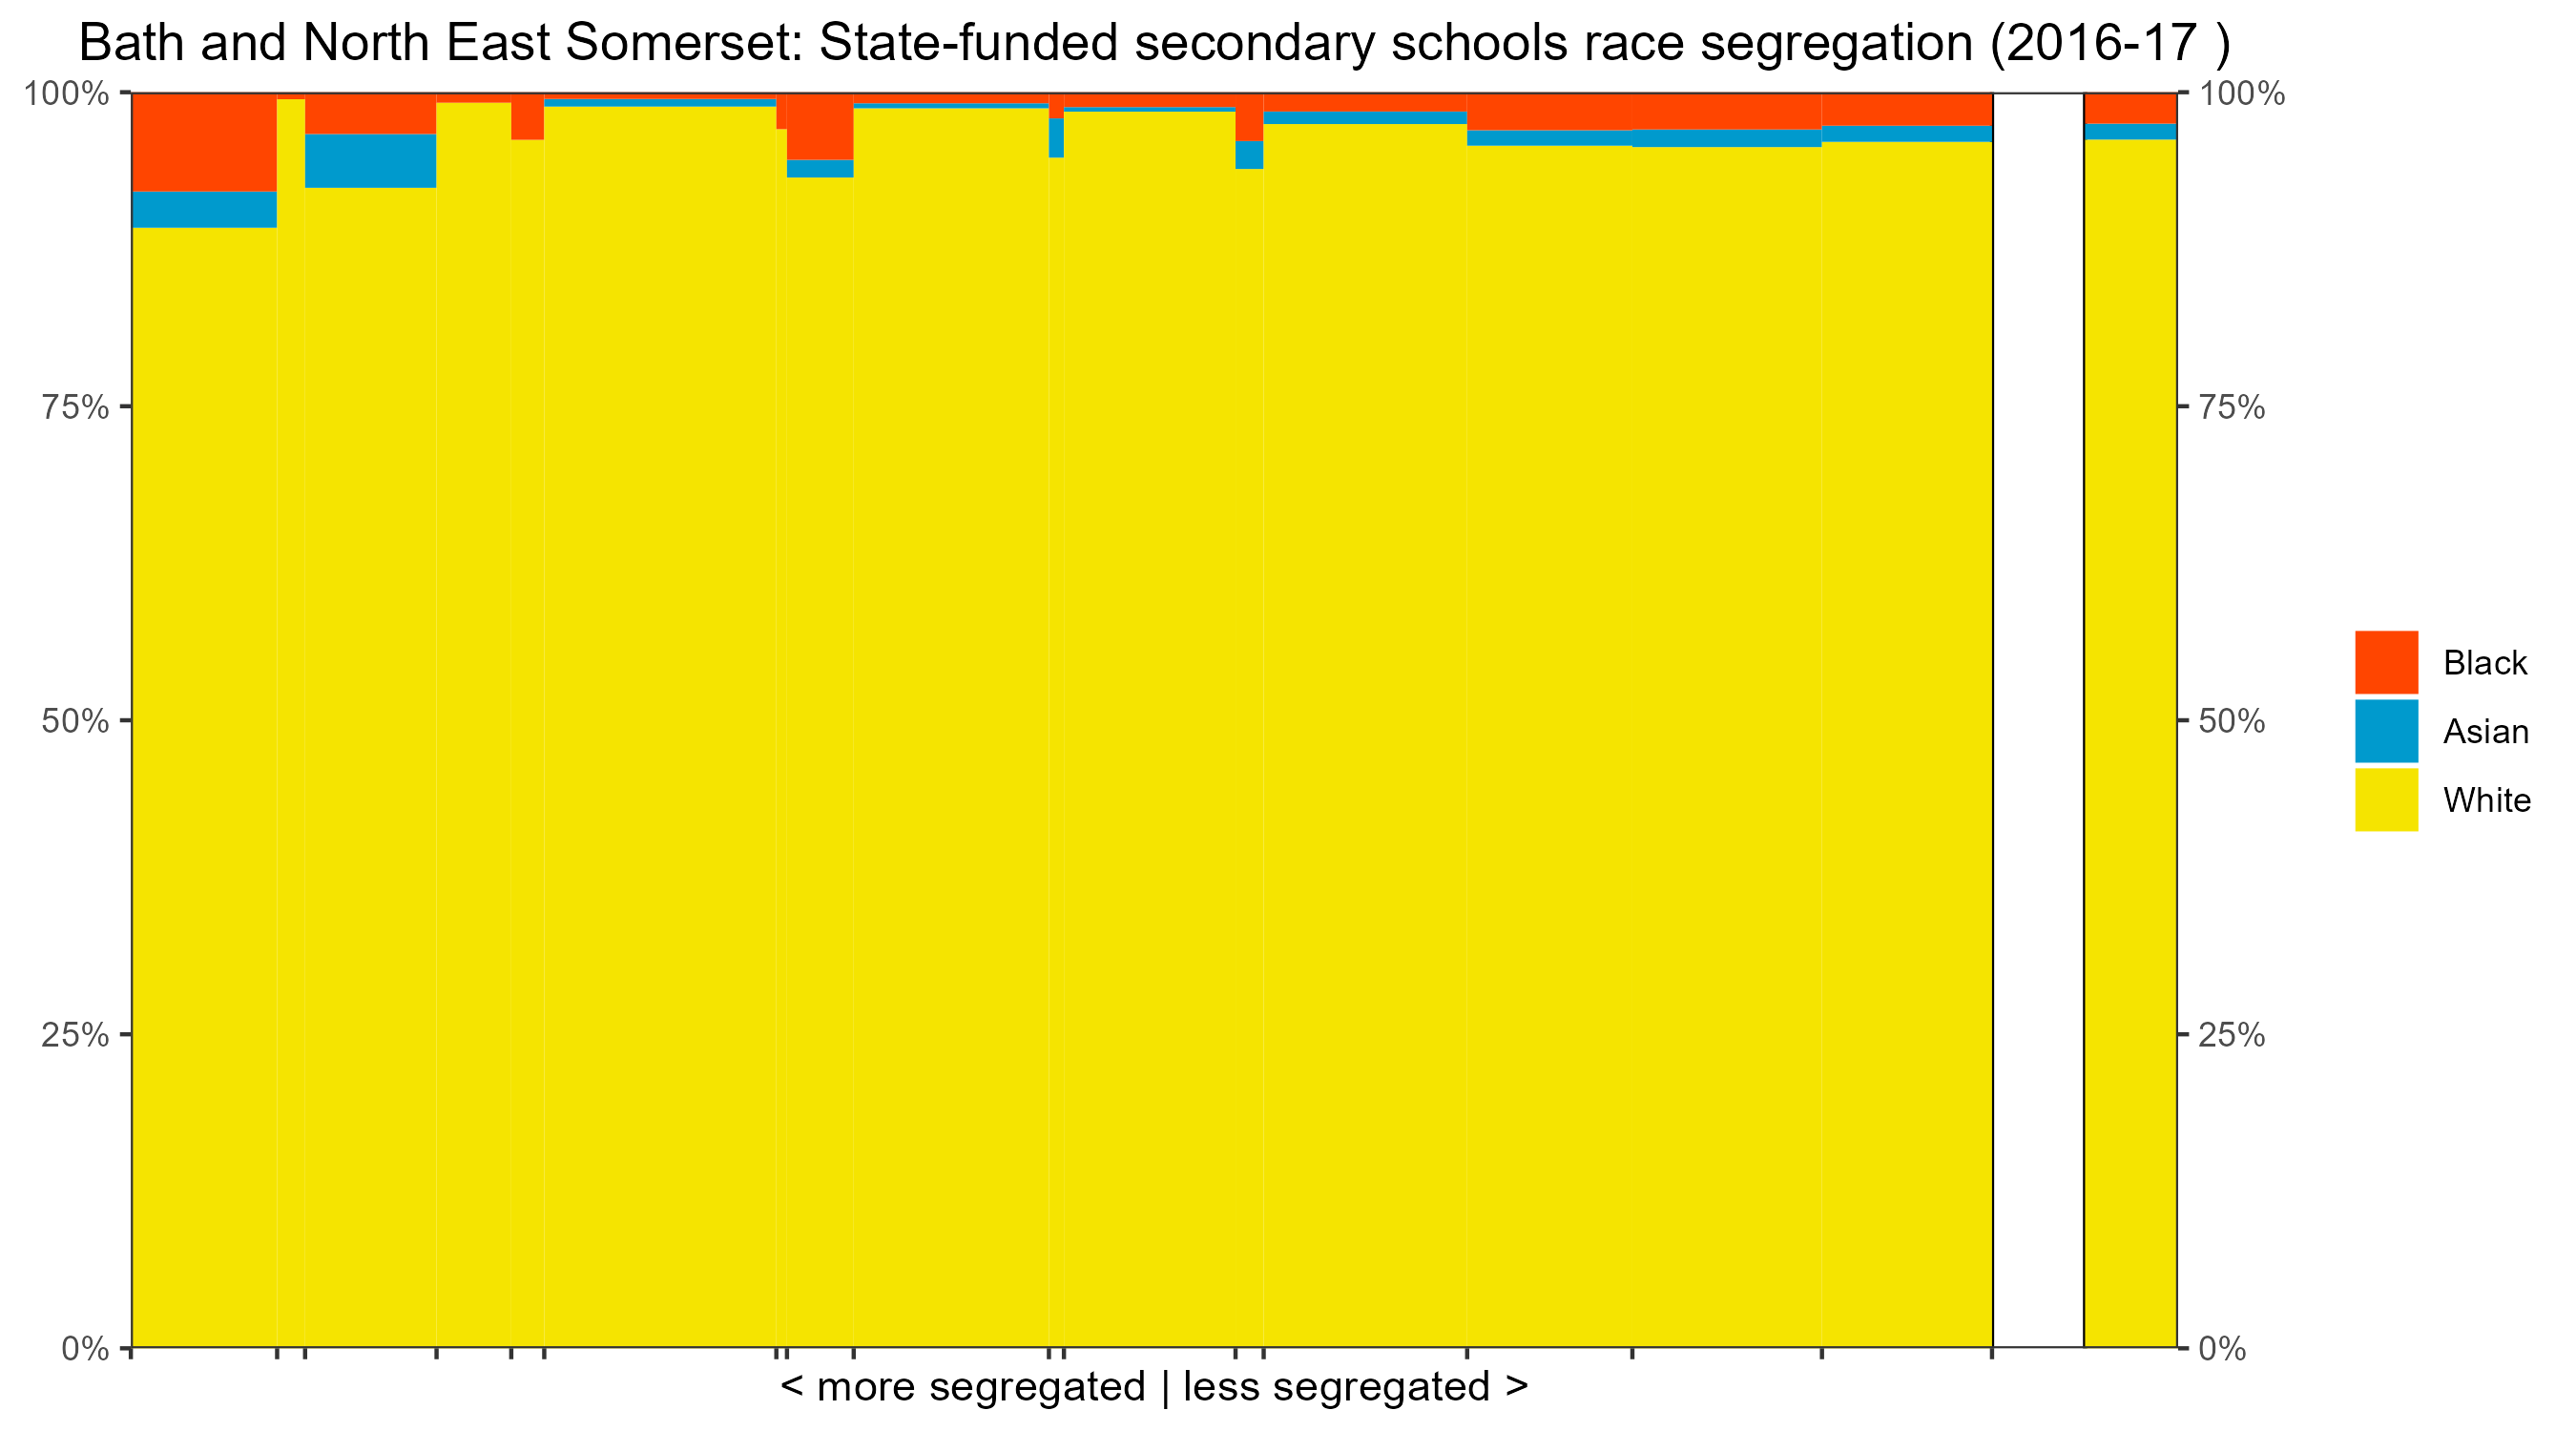 Bath and North East Somerset: State-funded secondary schools race segregation (2016-17 )
100%
75%
50%
25%
0%
100%
75%
50%
25%
0%
< more segregated | less segregated >
Black
Asian
White